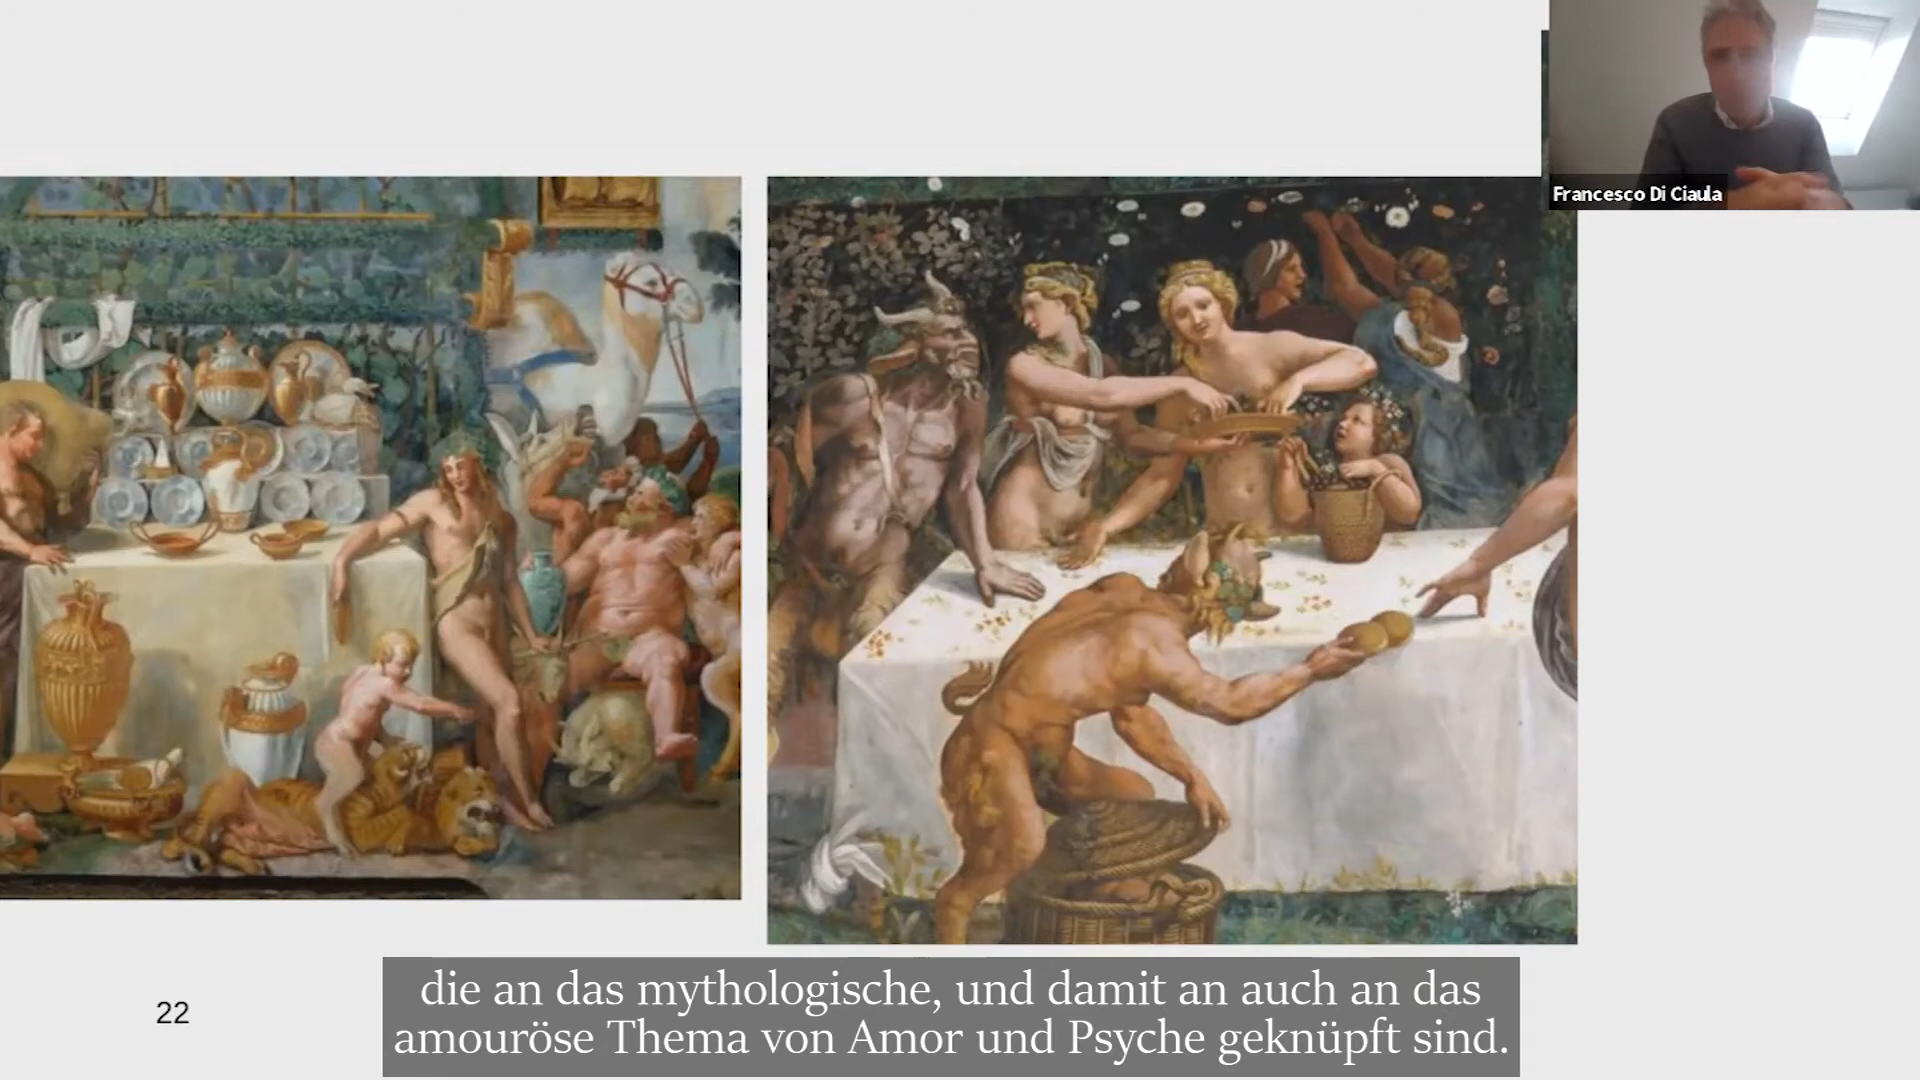 Francesco Di Ciaula
22
die an das mythologische, und damit an auch an das
amouröse Thema von Amor und Psyche geknüpft sind.